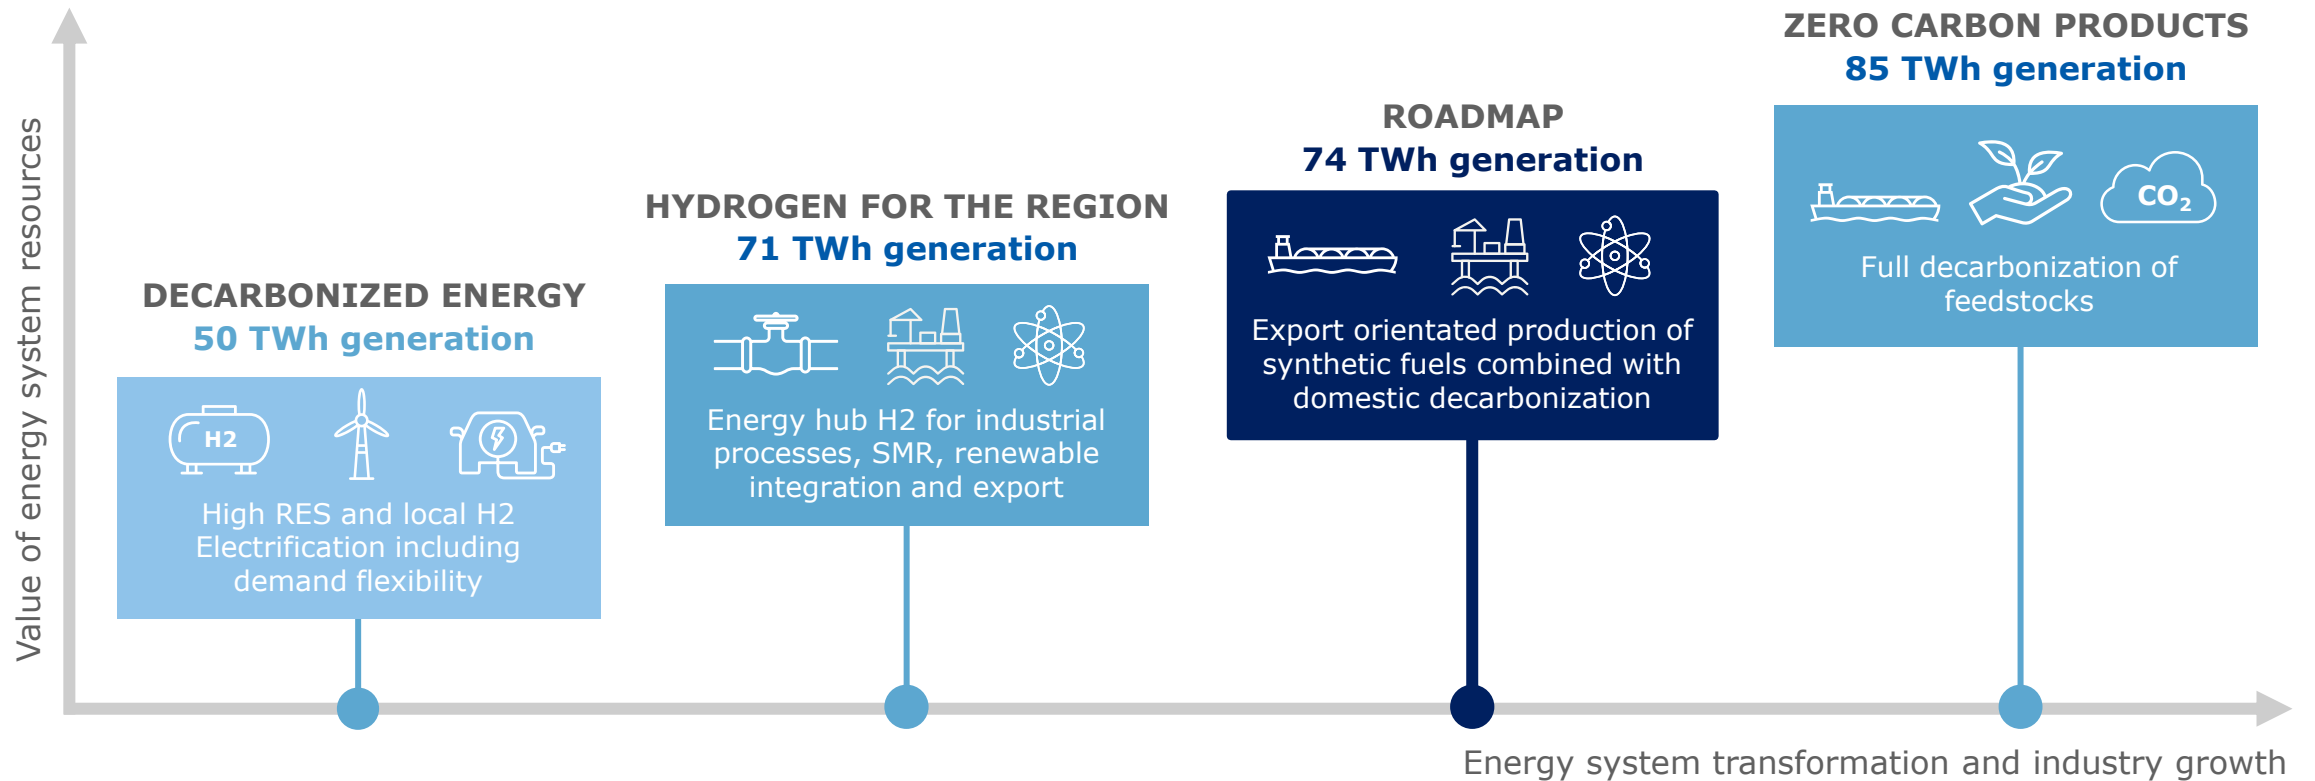 Value of energy system resources
DECARBONIZED ENERGY
50 TWh generation
H2
High RES and local H2
Electrification including
demand flexibility
HYDROGEN FOR THE REGION
71 TWh generation
Energy hub H2 for industrial
processes, SMR, renewable
integration and export
ROADMAP
74 TWh generation
Export orientated production of
synthetic fuels combined with
domestic decarbonization
ZERO CARBON PRODUCTS
85 TWh generation
CO₂
Full decarbonization of
feedstocks
Energy system transformation and industry growth